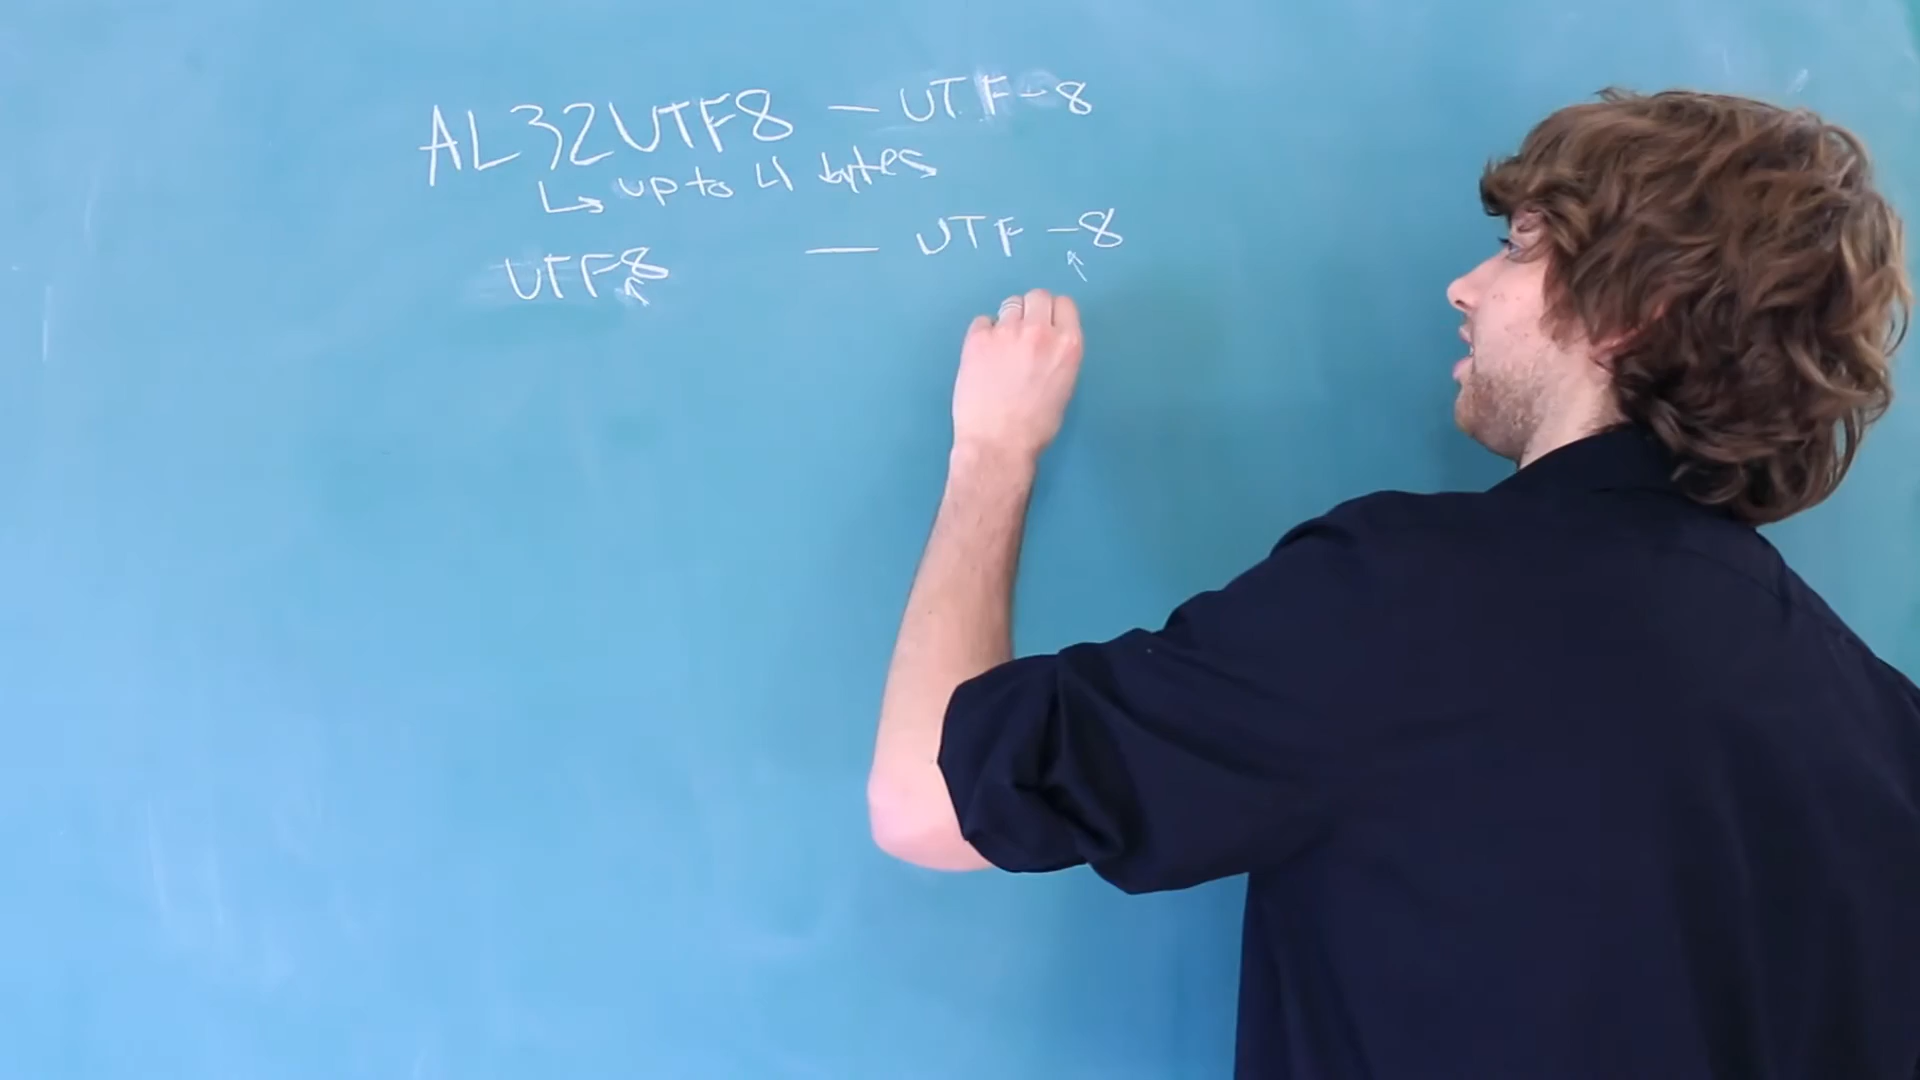 AL32UTF8 — UTF-8
↳ up to 4 bytes
UTF8 — UTF-8